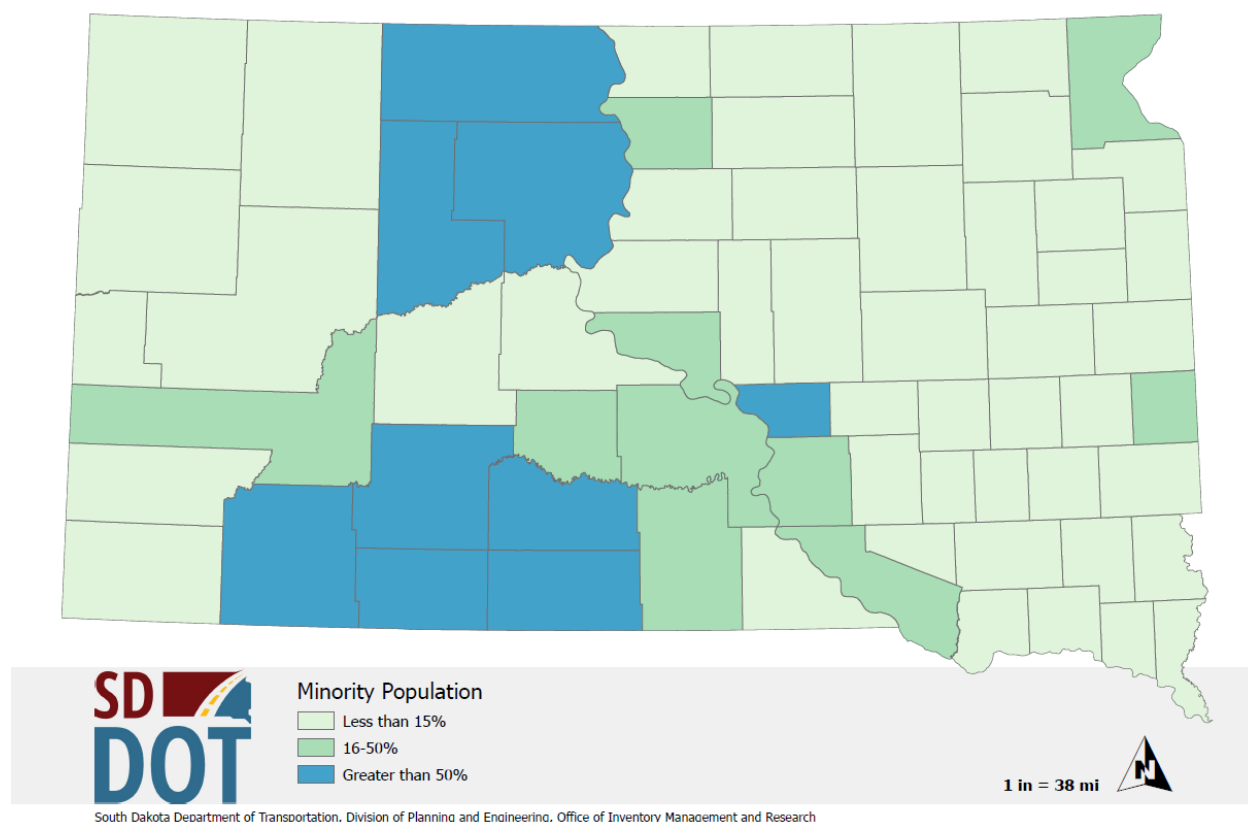 SD
DOT
Minority Population
Less than 15%
16-50%
Greater than 50%
1 in = 38 mi
N
South Dakota Department of Transportation, Division of Planning and Engineering, Office of Inventory Management and Research